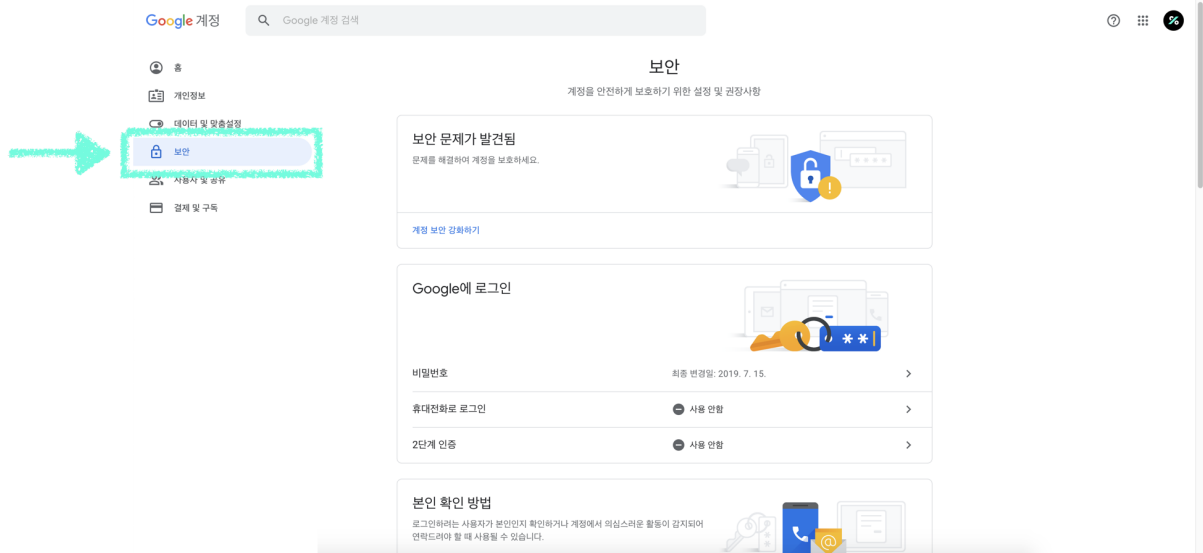 Google 계정
Google 계정 검색
홈
개인정보
데이터 및 맞춤설정
보안
사용자 및 공유
결제 및 구독
보안
계정을 안전하게 보호하기 위한 설정 및 권장사항
보안 문제가 발견됨
문제를 해결하여 계정을 보호하세요.
계정 보안 강화하기
Google에 로그인
비밀번호 최종 변경일: 2019. 7. 15.
휴대전화로 로그인 사용 안함
2단계 인증 사용 안함
본인 확인 방법
로그인하려는 사용자가 본인인지 확인하거나 계정에서 의심스러운 활동이 감지되어
연락드려야 할 때 사용될 수 있습니다.